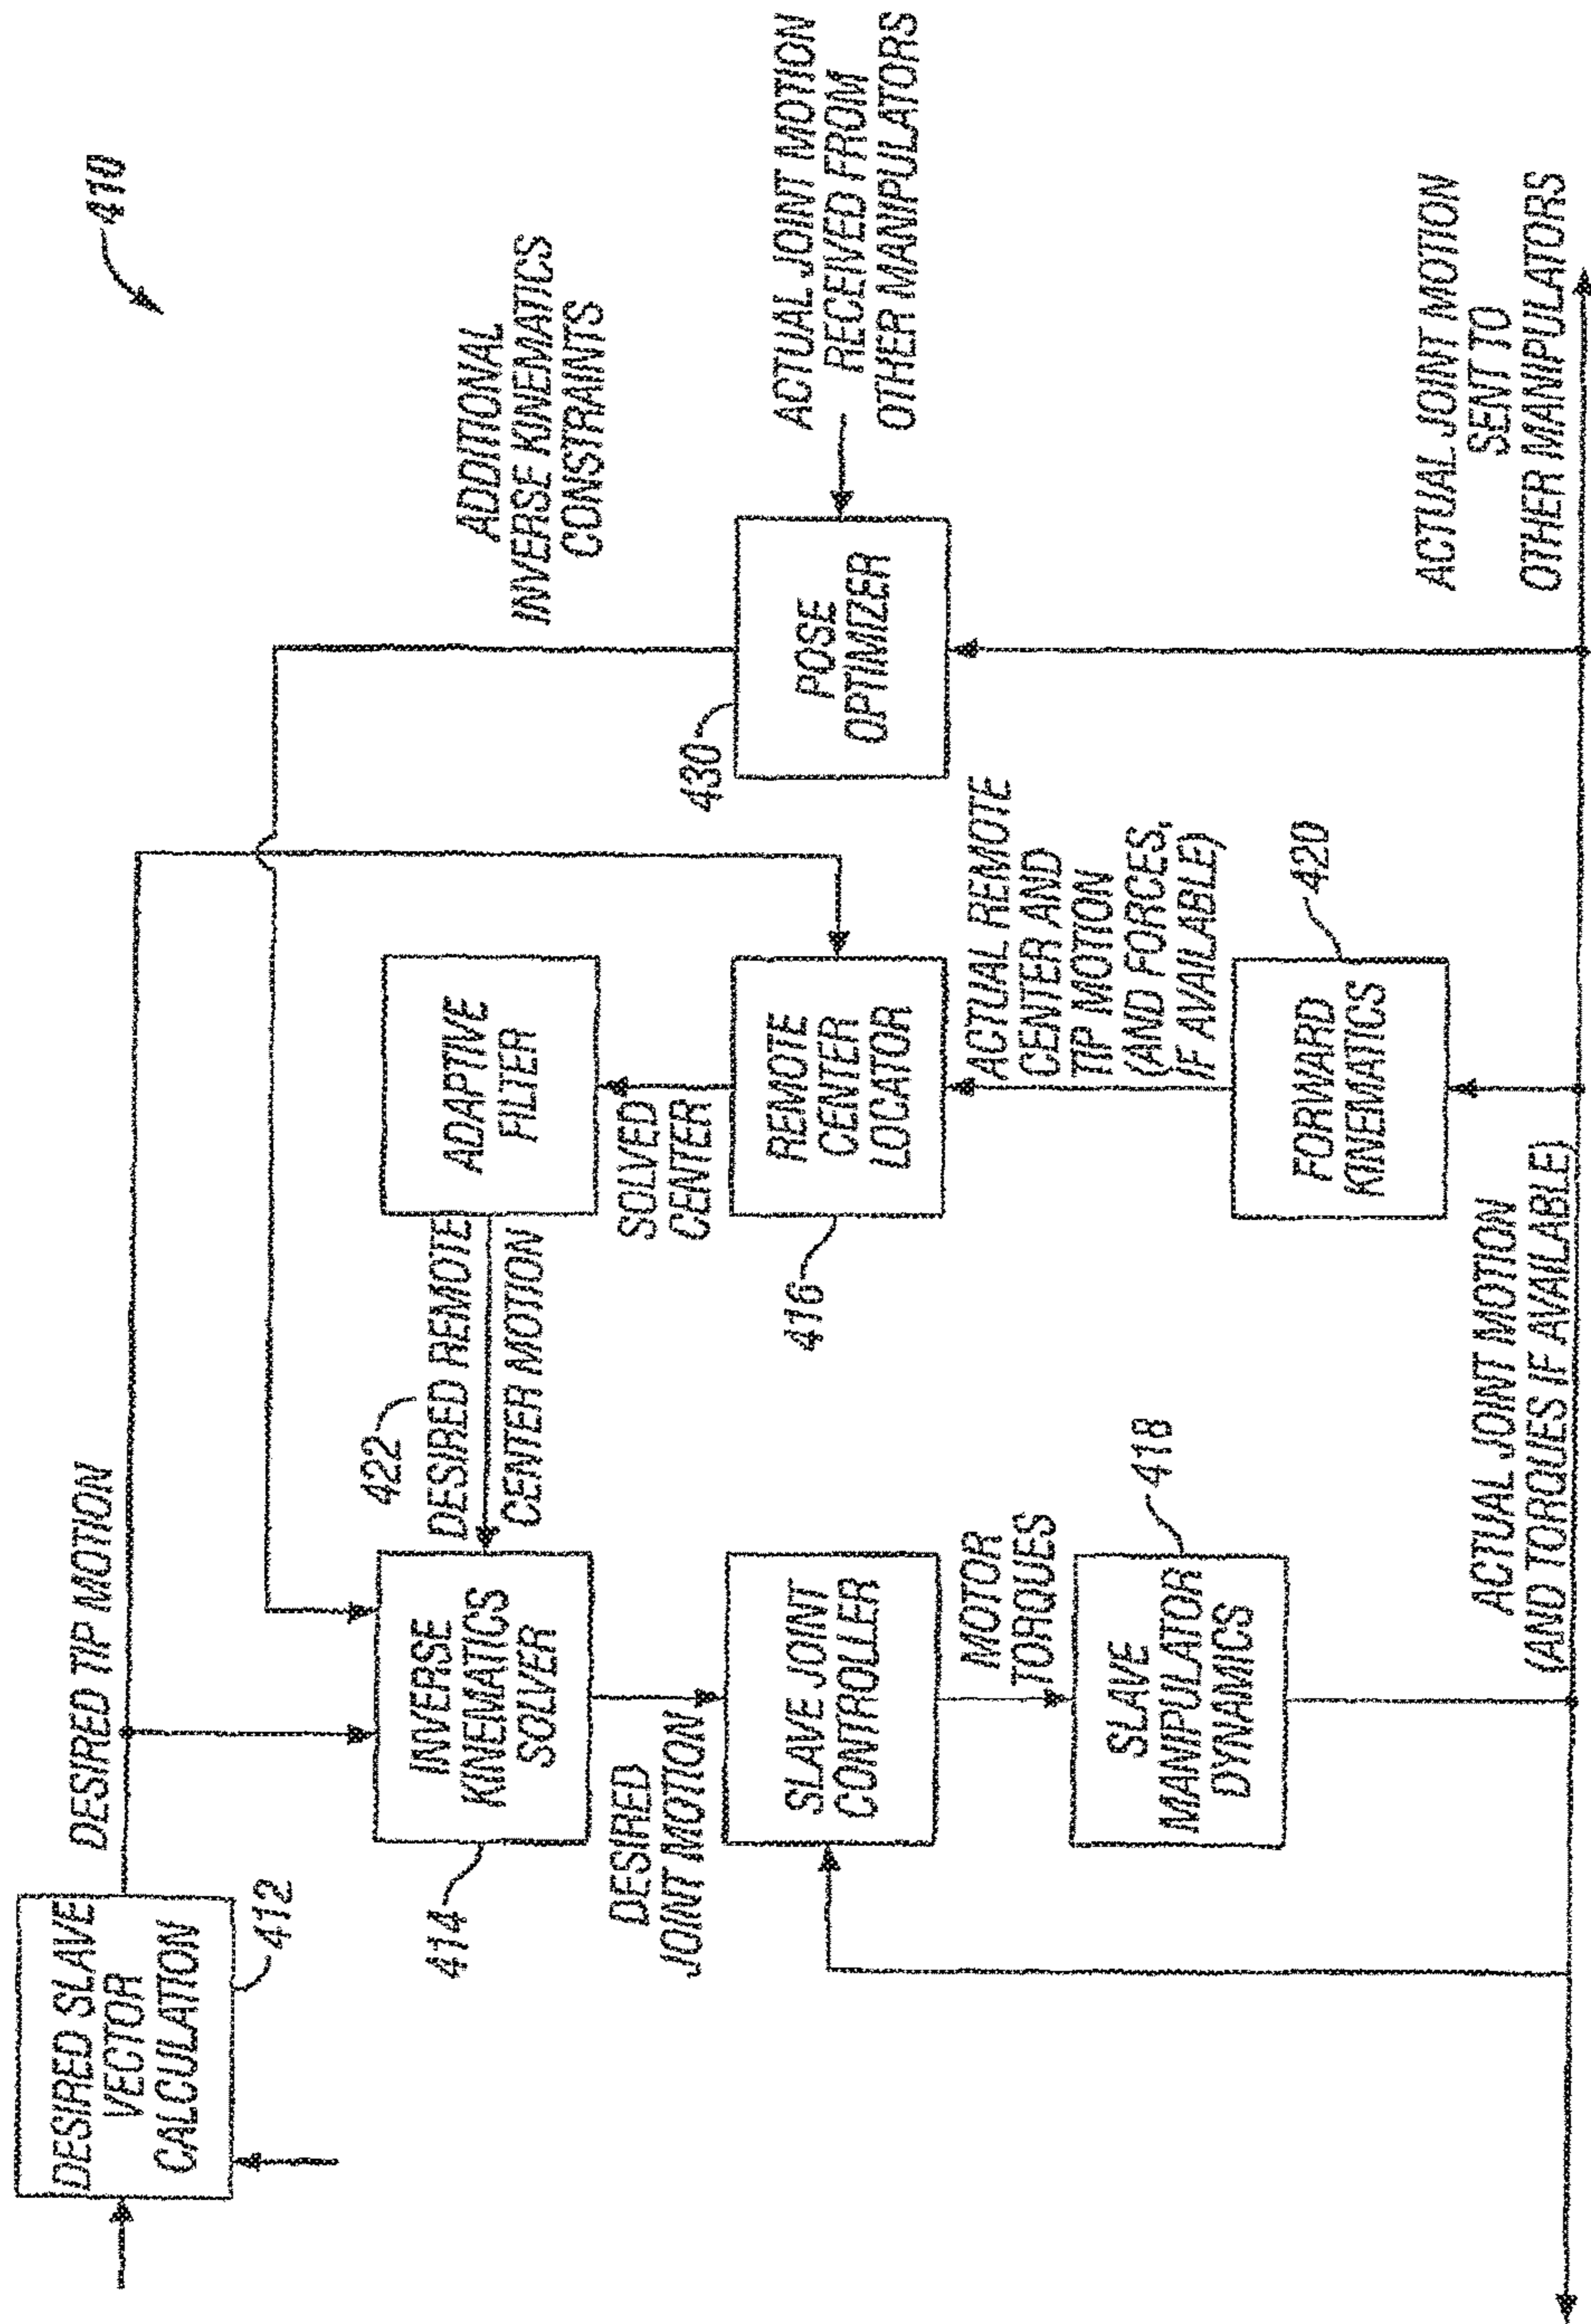 410
DESIRED SLAVE
VECTOR
CALCULATION
412
DESIRED TIP MOTION
ADDITIONAL
INVERSE KINEMATICS
CONSTRAINTS
INVERSE
KINEMATICS
SOLVER
414
422
DESIRED REMOTE
CENTER MOTION
ADAPTIVE
FILTER
DESIRED
JOINT MOTION
SOLVED
CENTER
SLAVE JOINT
CONTROLLER
REMOTE
CENTER
LOCATOR
416
430
POSE
OPTIMIZER
ACTUAL JOINT MOTION
RECEIVED FROM
OTHER MANIPULATORS
MOTOR
TORQUES
ACTUAL REMOTE
CENTER AND
TIP MOTION
(AND FORCES,
IF AVAILABLE)
SLAVE
MANIPULATOR
DYNAMICS
418
FORWARD
KINEMATICS
420
ACTUAL JOINT MOTION
(AND TORQUES IF AVAILABLE)
ACTUAL JOINT MOTION
SENT TO
OTHER MANIPULATORS